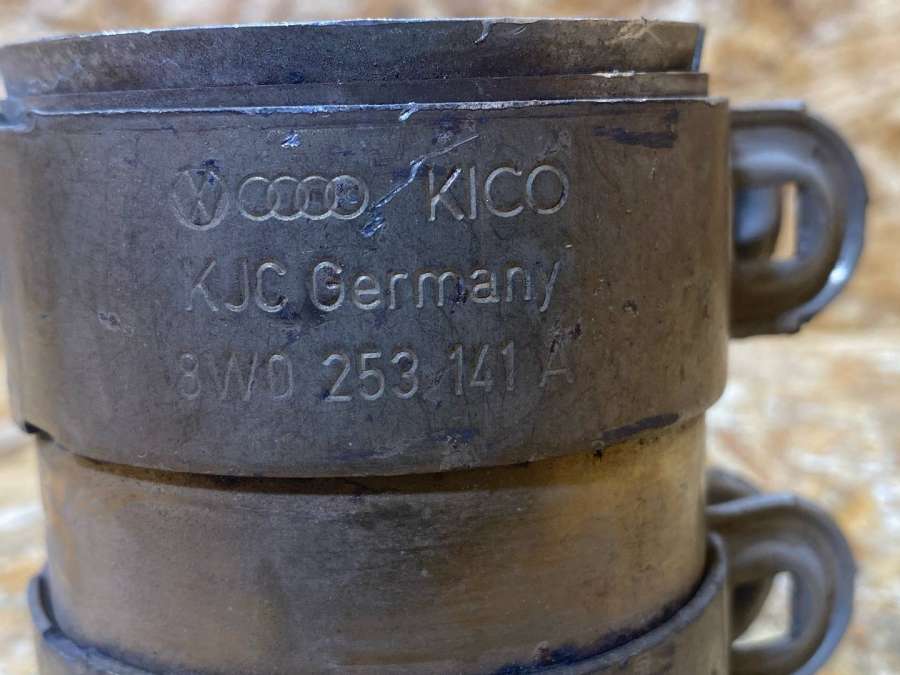 KICO
KJC Germany
8W0 253 141 A